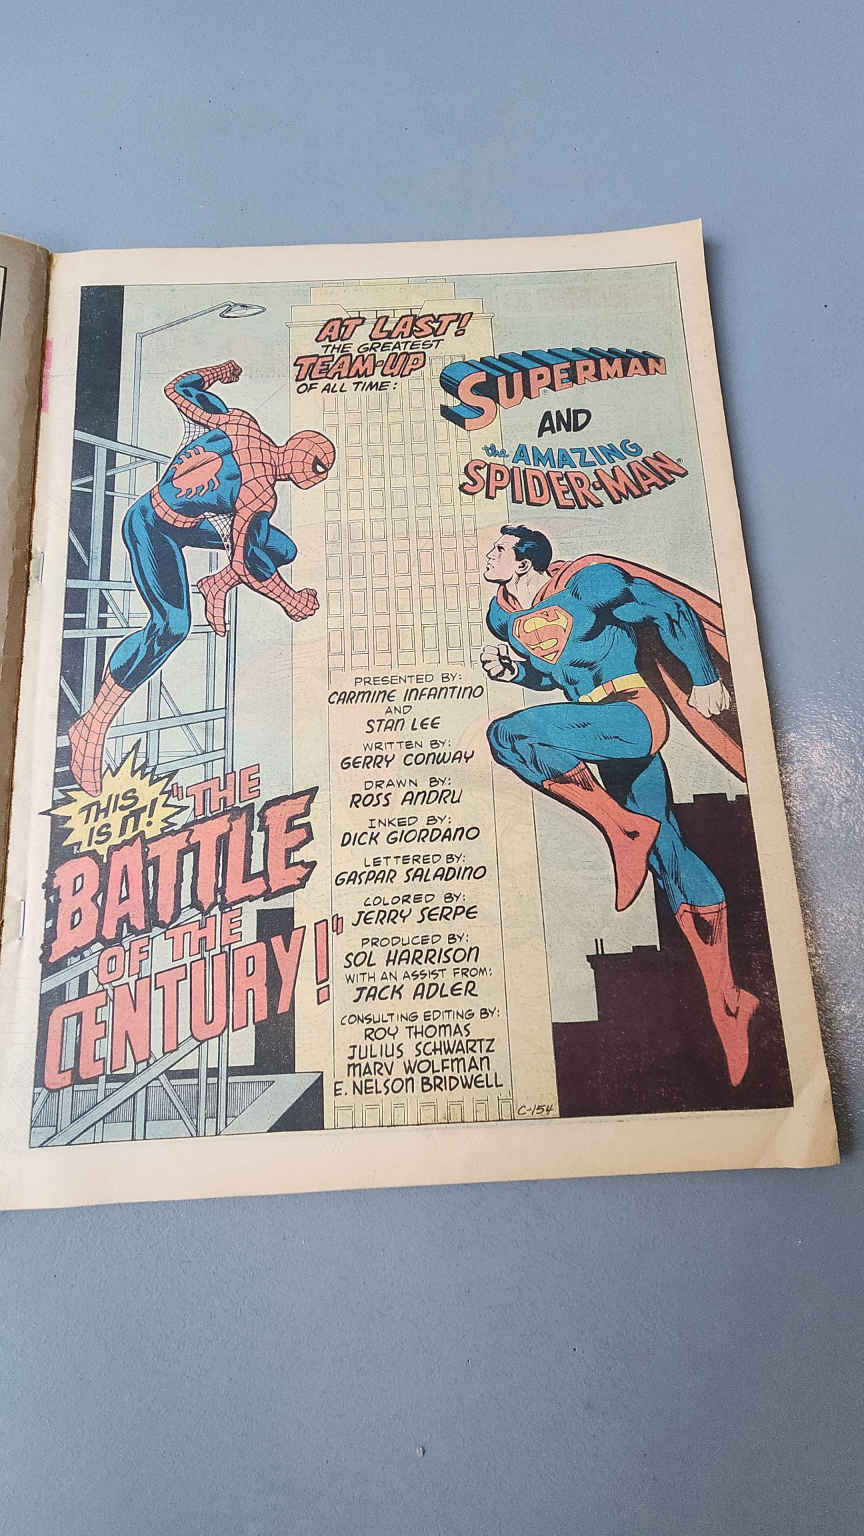 AT LAST!
THE GREATEST
TEAM-UP
OF ALL TIME:
SUPERMAN
AND
the AMAZING
SPIDER-MAN®
PRESENTED BY:
CARMINE INFANTINO
AND
STAN LEE
WRITTEN BY:
GERRY CONWAY
DRAWN BY:
ROSS ANDRU
INKED BY:
DICK GIORDANO
LETTERED BY:
GASPAR SALADINO
COLORED BY:
JERRY SERPE
PRODUCED BY:
SOL HARRISON
WITH AN ASSIST FROM:
JACK ADLER
CONSULTING EDITING BY:
ROY THOMAS
JULIUS SCHWARTZ
MARV WOLFMAN
E. NELSON BRIDWELL
THIS
IS IT!
"THE
BATTLE
OF THE
CENTURY!"
C-154